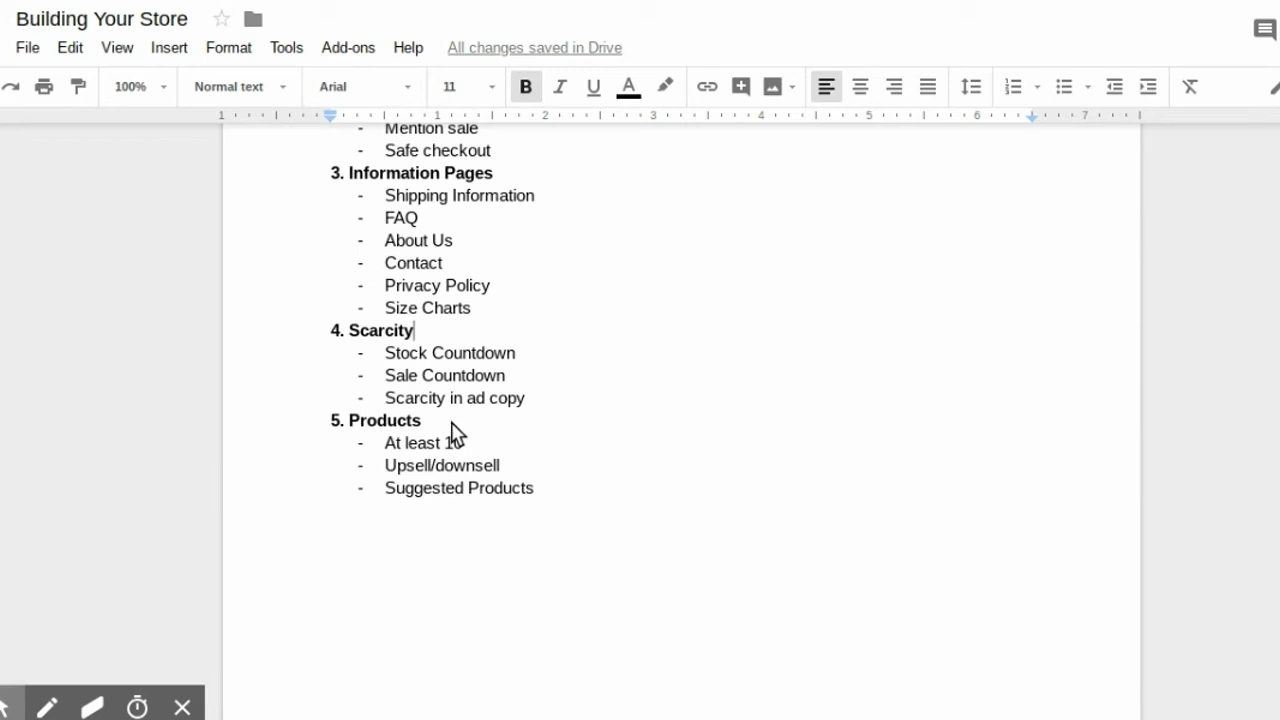 Building Your Store
File Edit View Insert Format Tools Add-ons Help All changes saved in Drive
100% Normal text Arial 11
1 1 2 3 4 5 6 7
- Mention sale
- Safe checkout
3. Information Pages
- Shipping Information
- FAQ
- About Us
- Contact
- Privacy Policy
- Size Charts
4. Scarcity
- Stock Countdown
- Sale Countdown
- Scarcity in ad copy
5. Products
- At least 10
- Upsell/downsell
- Suggested Products